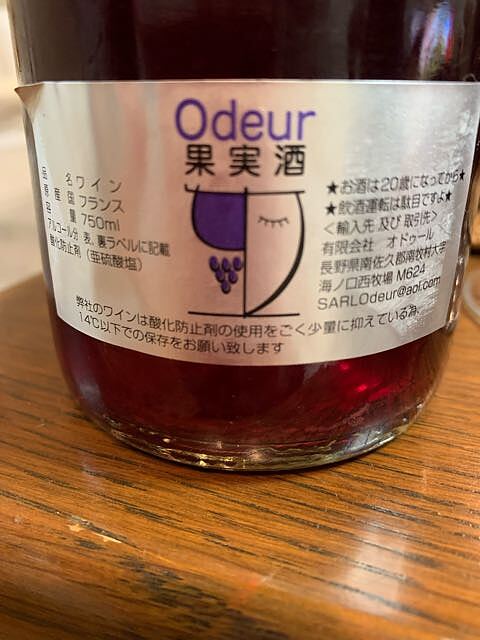 Odeur
果実酒
品 名 ワイン
原 産 国 フランス
容 量 750ml
アルコール分 表、裏ラベルに記載
酸化防止剤（亜硫酸塩）
★お酒は20歳になってから★
★飲酒運転は駄目ですよ★
＜輸入先 及び 取引先＞
有限会社 オドゥール
長野県南佐久郡南牧村大字
海ノ口西牧場 M624
SARLOdeur@aol.com
弊社のワインは酸化防止剤の使用をごく少量に抑えている為、
14℃以下での保存をお願い致します